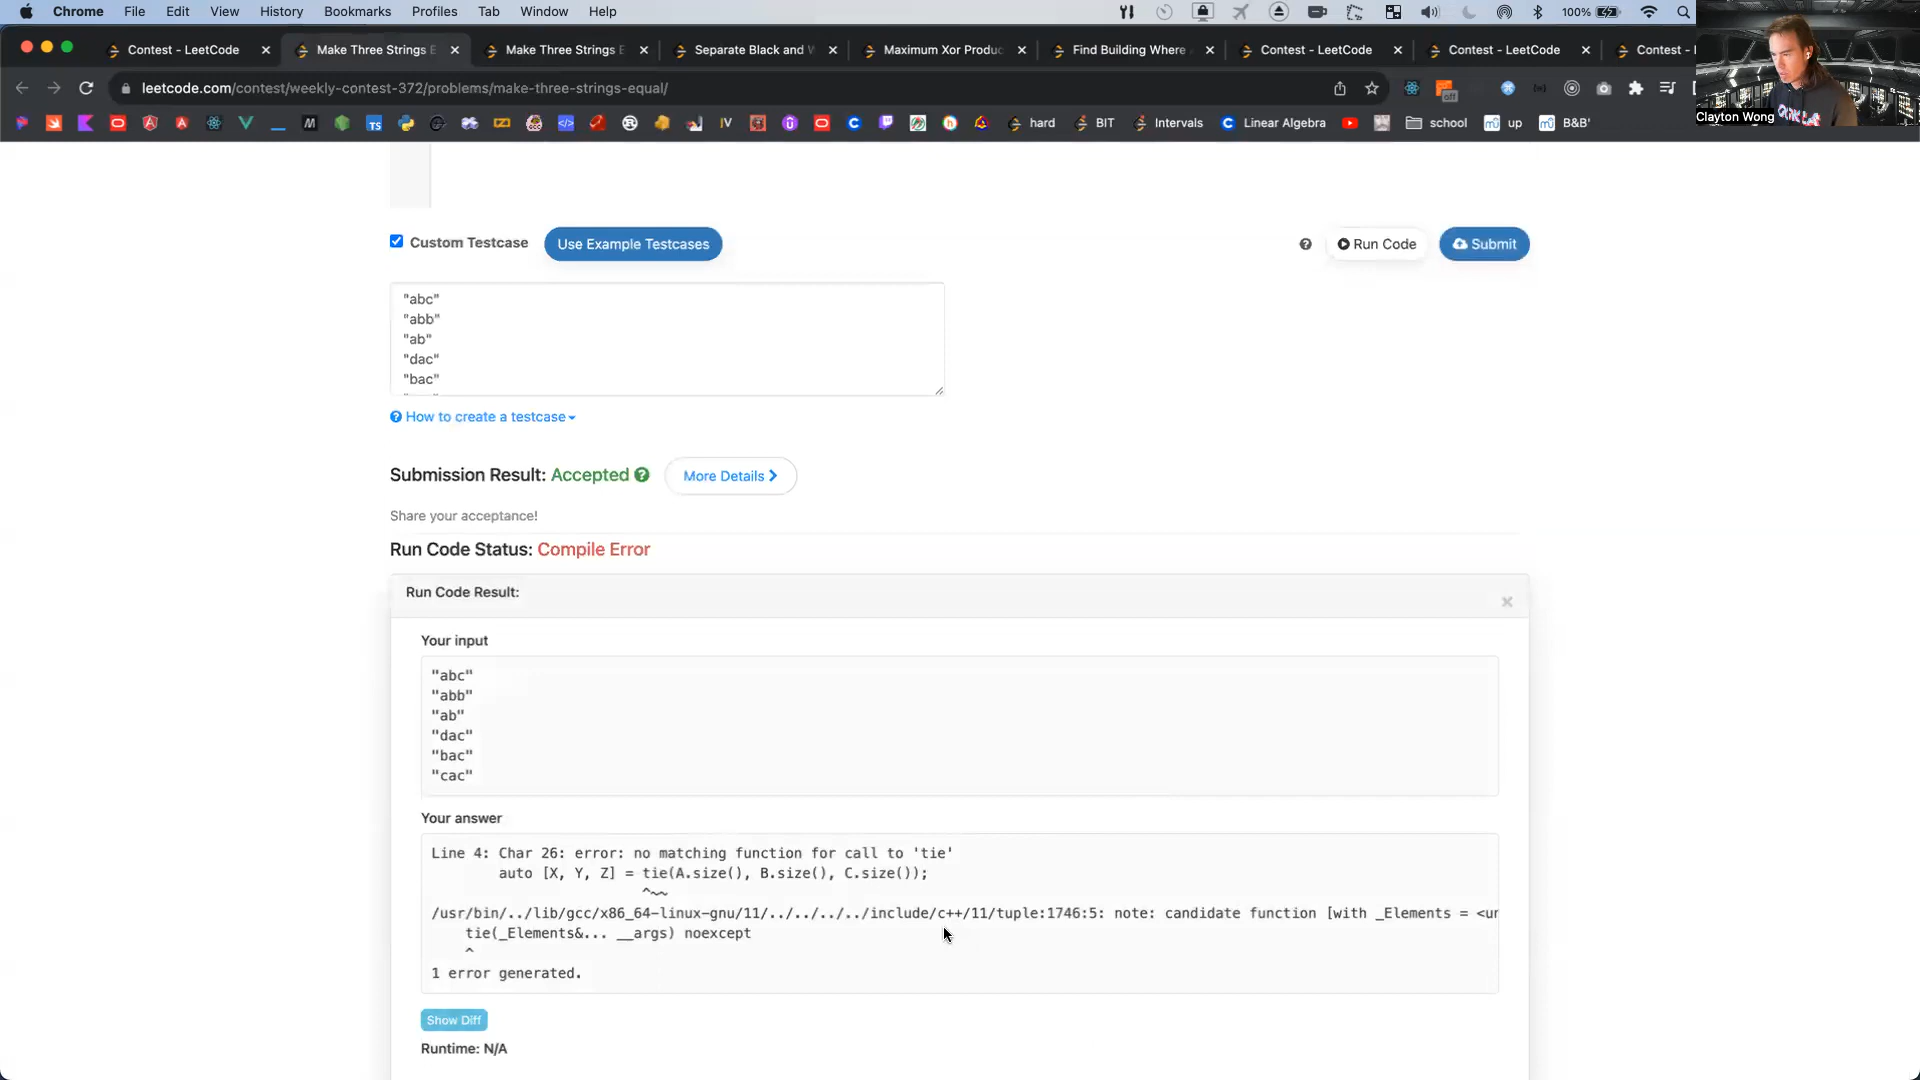 Chrome File Edit View History Bookmarks Profiles Tab Window Help 100%
Contest - LeetCode × Make Three Strings E × Make Three Strings E × Separate Black and W × Maximum Xor Produc × Find Building Where × Contest - LeetCode × Contest - LeetCode × Contest -
leetcode.com/contest/weekly-contest-372/problems/make-three-strings-equal/
Clayton Wong
TS IV hard BIT Intervals Linear Algebra school up B&B'
Custom Testcase Use Example Testcases Run Code Submit
"abc"
"abb"
"ab"
"dac"
"bac"
How to create a testcase
Submission Result: Accepted More Details
Share your acceptance!
Run Code Status: Compile Error
Run Code Result: ×
Your input
"abc"
"abb"
"ab"
"dac"
"bac"
"cac"
Your answer
Line 4: Char 26: error: no matching function for call to 'tie'
auto [X, Y, Z] = tie(A.size(), B.size(), C.size());
^~~
/usr/bin/../lib/gcc/x86_64-linux-gnu/11/../../../../include/c++/11/tuple:1746:5: note: candidate function [with _Elements =
tie(_Elements&... __args) noexcept
^
1 error generated.
Show Diff
Runtime: N/A